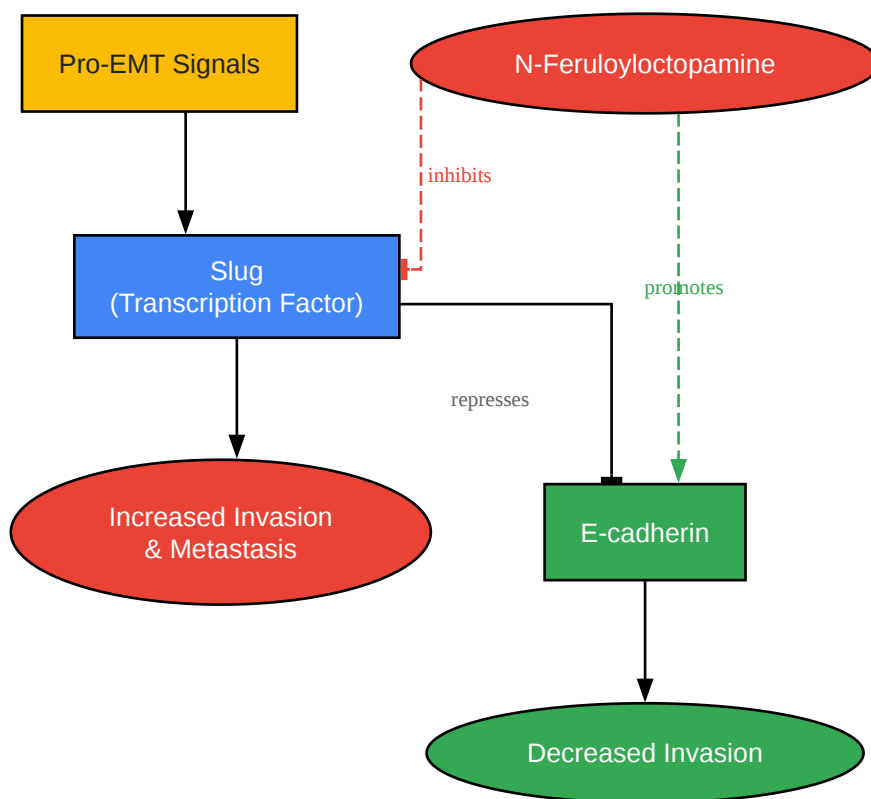 Pro-EMT Signals
N-Feruloyloctopamine
inhibits
Slug
(Transcription Factor)
promotes
represses
Increased Invasion
& Metastasis
E-cadherin
Decreased Invasion